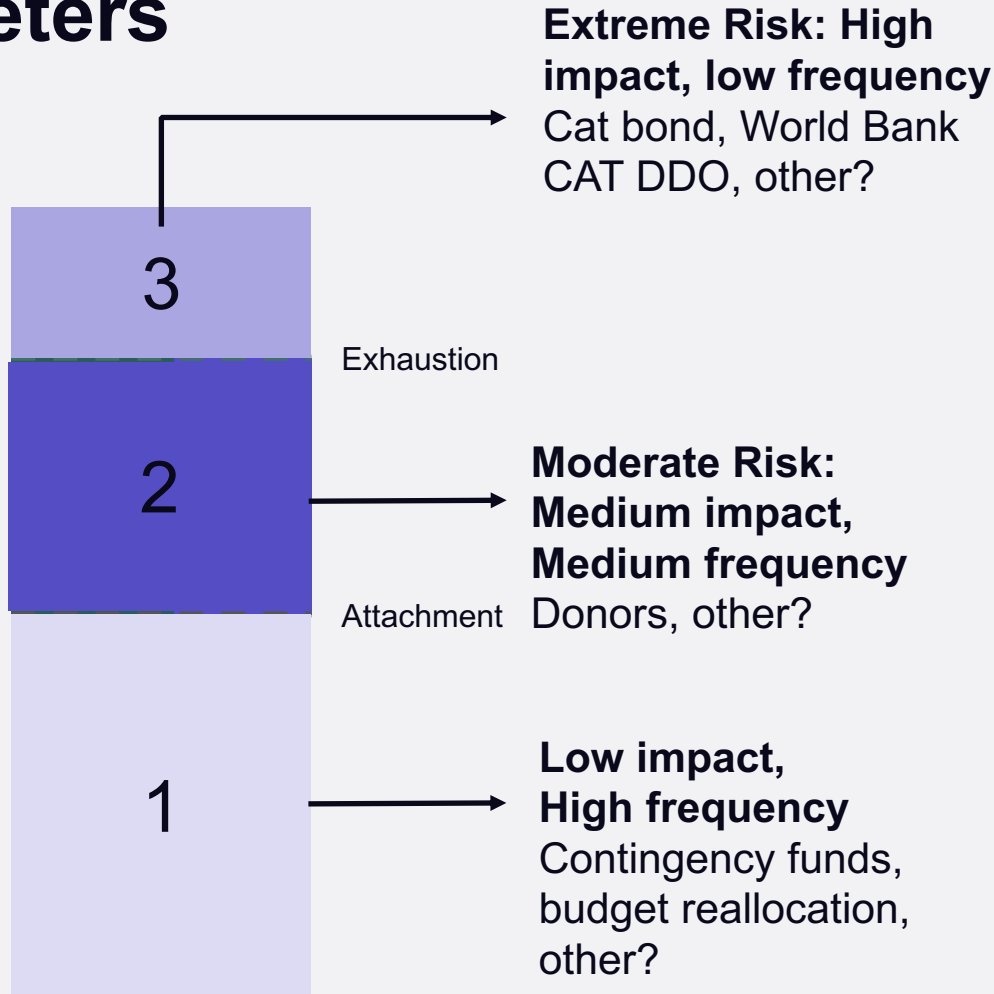 Extreme Risk: High
impact, low frequency
Cat bond, World Bank
CAT DDO, other?
3
Exhaustion
2
Moderate Risk:
Medium impact,
Medium frequency
Donors, other?
Attachment
1
Low impact,
High frequency
Contingency funds,
budget reallocation,
other?